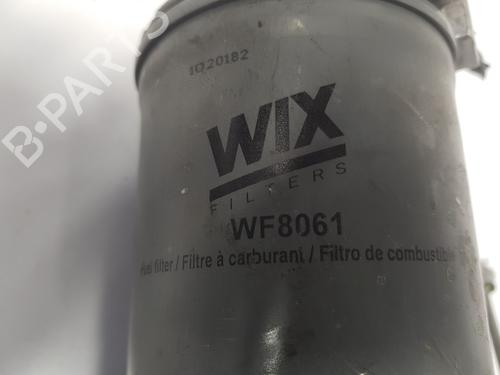 B-PARTS
1Q20182
WIX
FILTERS
WF8061
Fuel filter / Filtre à carburant / Filtro de combustible